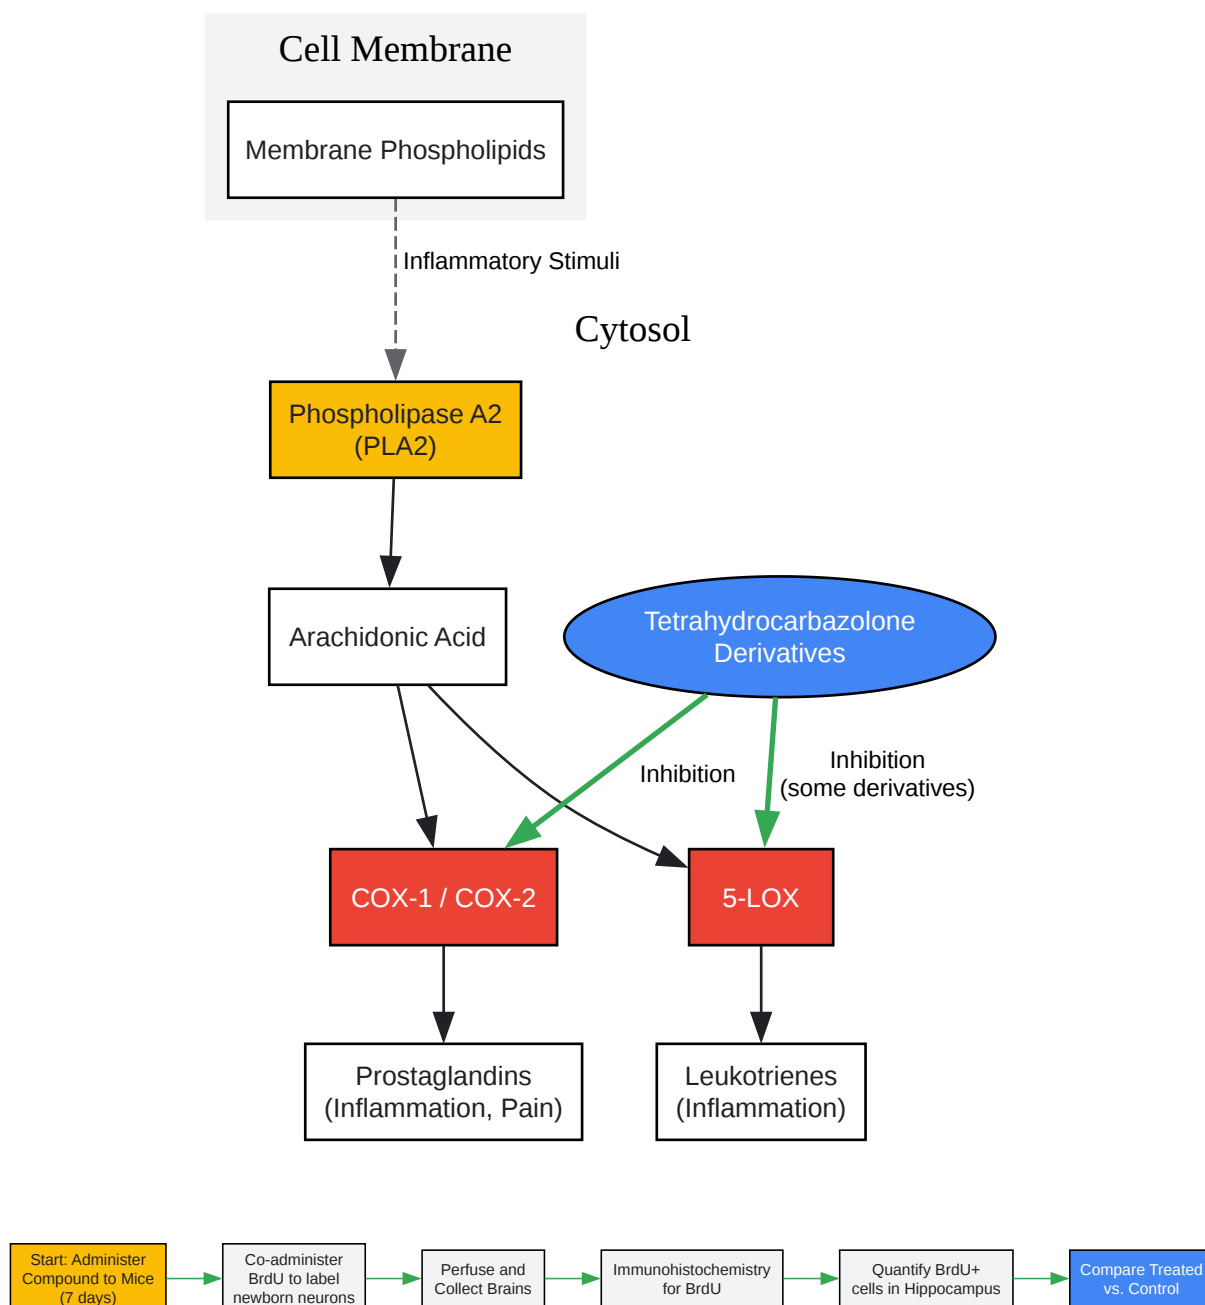 Cell Membrane
Membrane Phospholipids
Inflammatory Stimuli
Cytosol
Phospholipase A2
(PLA2)
Arachidonic Acid
Tetrahydrocarbazolone
Derivatives
Inhibition
Inhibition
(some derivatives)
COX-1 / COX-2
5-LOX
Prostaglandins
(Inflammation, Pain)
Leukotrienes
(Inflammation)
Start: Administer
Compound to Mice
(7 days)
Co-administer
BrdU to label
newborn neurons
Perfuse and
Collect Brains
Immunohistochemistry
for BrdU
Quantify BrdU+
cells in Hippocampus
Compare Treated
vs. Control